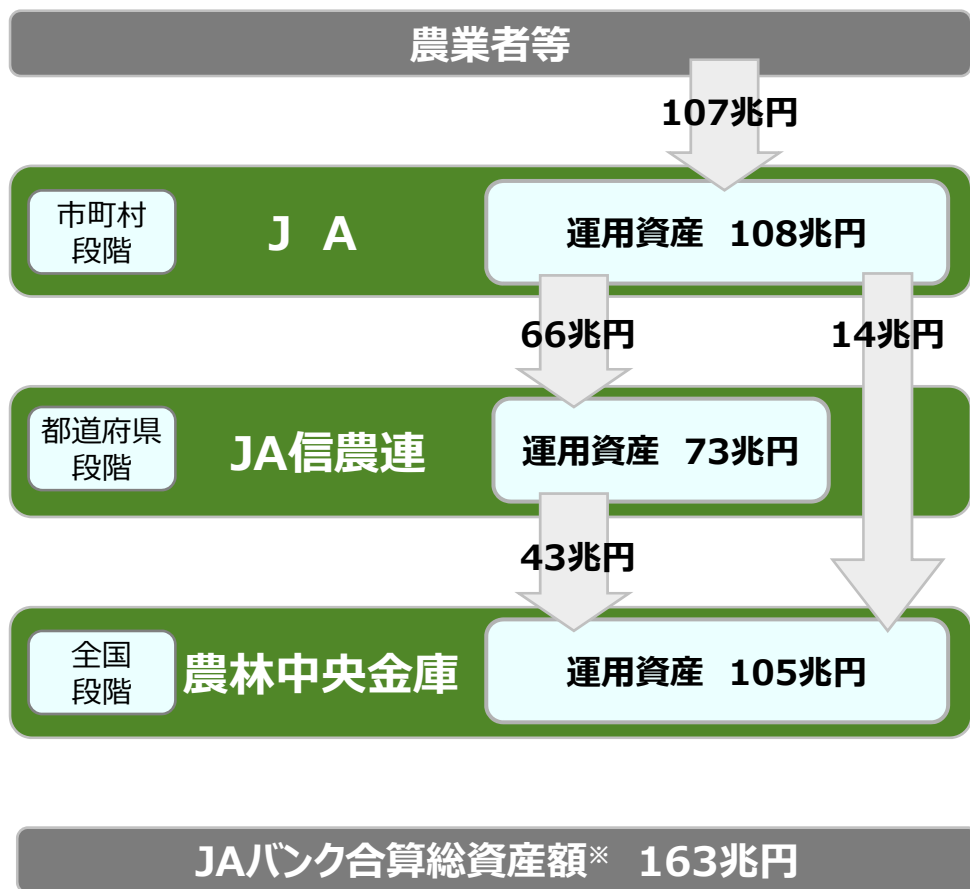 農業者等
107兆円
市町村
段階
J A
運用資産 108兆円
66兆円
14兆円
都道府県
段階
JA信農連
運用資産 73兆円
43兆円
全国
段階
農林中央金庫
運用資産 105兆円
JAバンク合算総資産額※ 163兆円